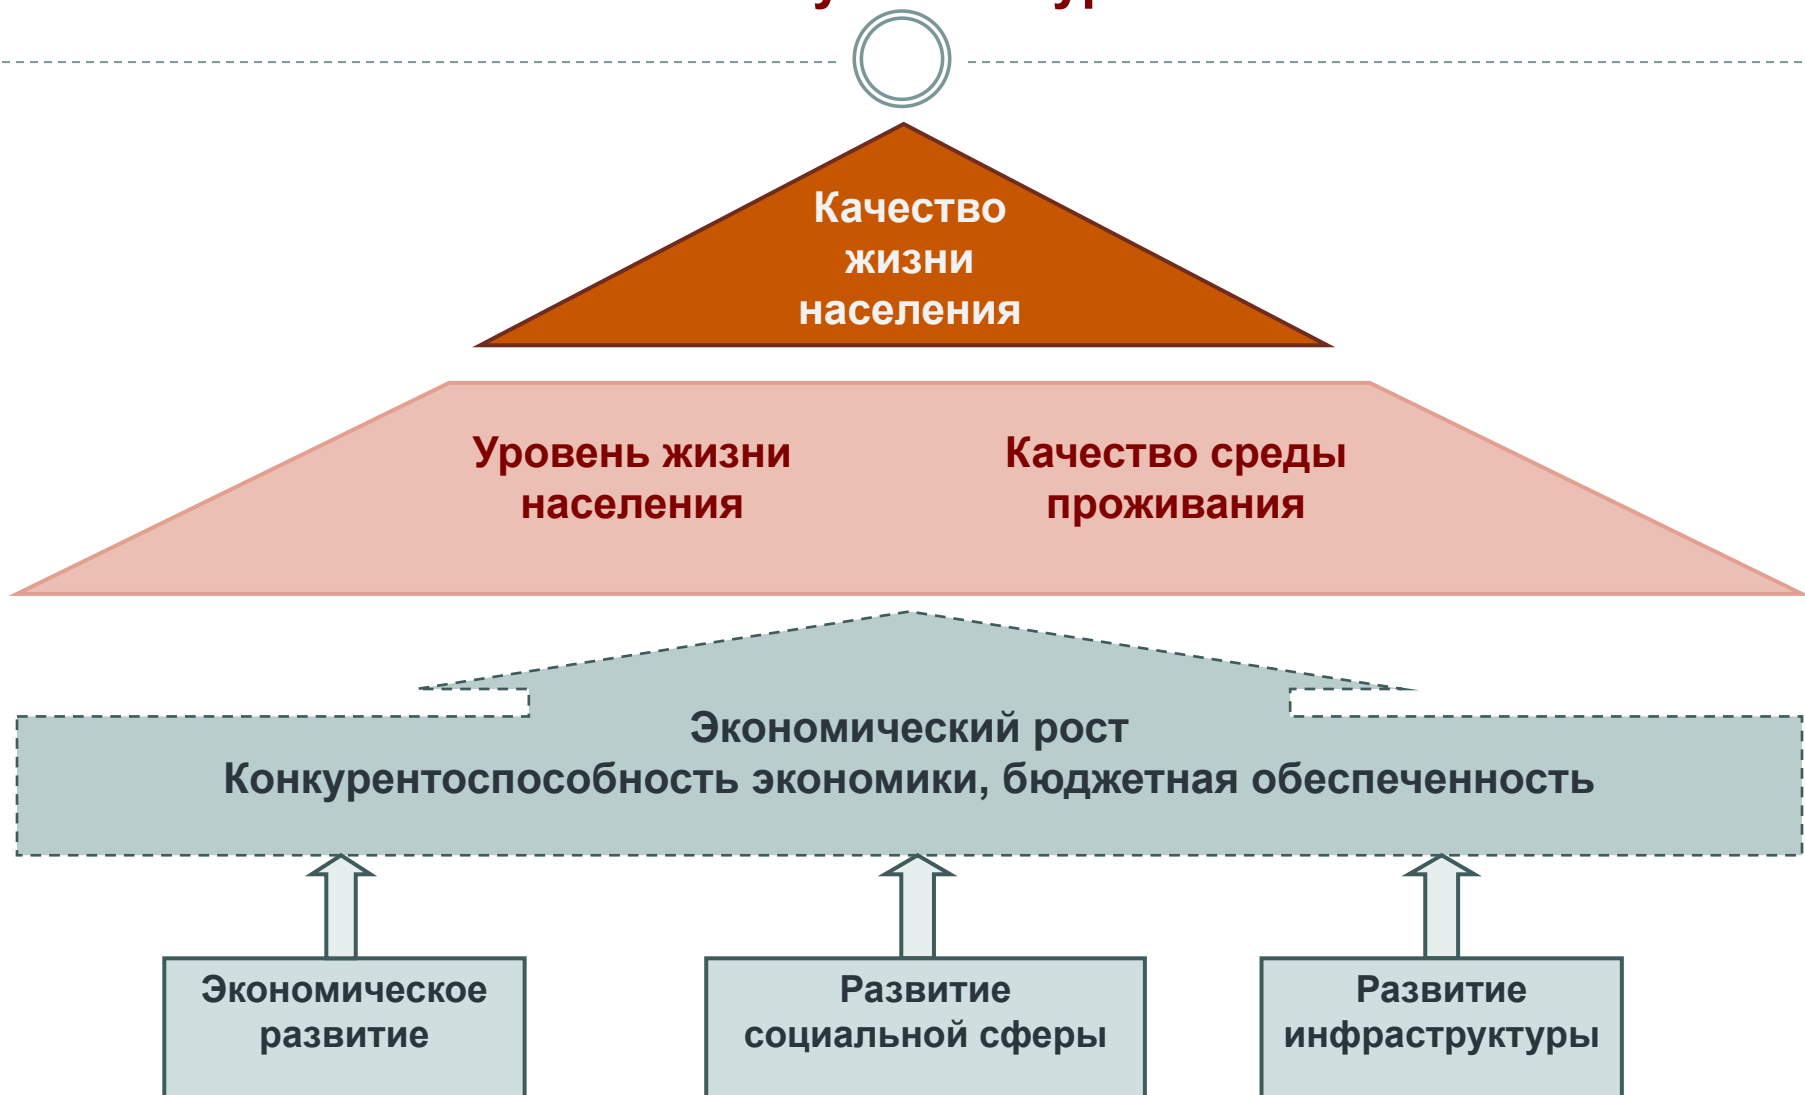 Качество
жизни
населения
Уровень жизни
населения
Качество среды
проживания
Экономический рост
Конкурентоспособность экономики, бюджетная обеспеченность
Экономическое
развитие
Развитие
социальной сферы
Развитие
инфраструктуры